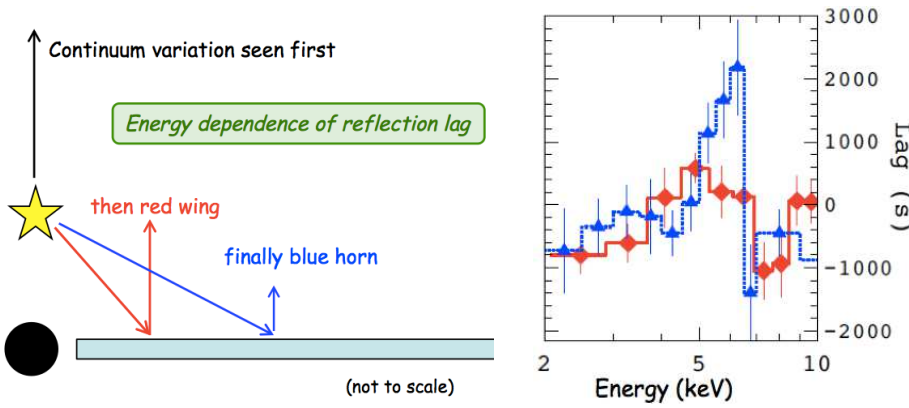 Continuum variation seen first
Energy dependence of reflection lag
then red wing
finally blue horn
(not to scale)
3000
2000
1000
0
-1000
-2000
Lag (s)
2
5
10
Energy (keV)